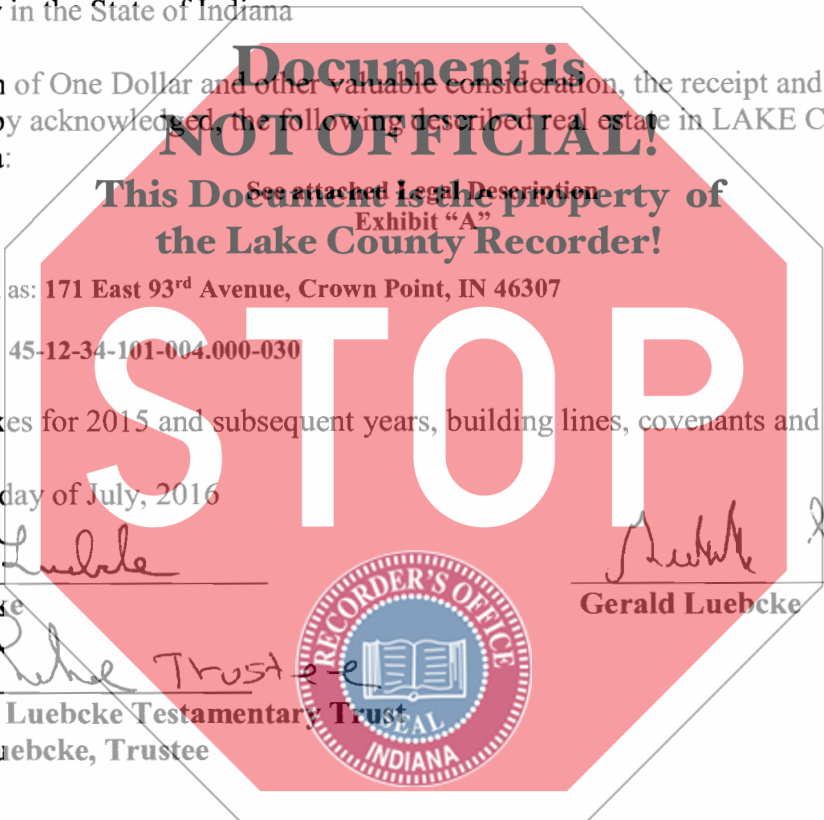 in the State of Indiana
Document is
of One Dollar and other valuable consideration, the receipt and
NOT OFFICIAL!
y acknowledged, the following described real estate in LAKE C
This Document is the property of
See attached Legal Description
Exhibit “A”
the Lake County Recorder!
as: 171 East 93rd Avenue, Crown Point, IN 46307
STOP
45-12-34-101-004.000-030
es for 2015 and subsequent years, building lines, covenants and
day of July, 2016
Luebcke
ke
Gerald Luebcke
Trustee
Luebcke Testamentary Trust
uebcke, Trustee
RECORDER'S OFFICE
SEAL
INDIANA